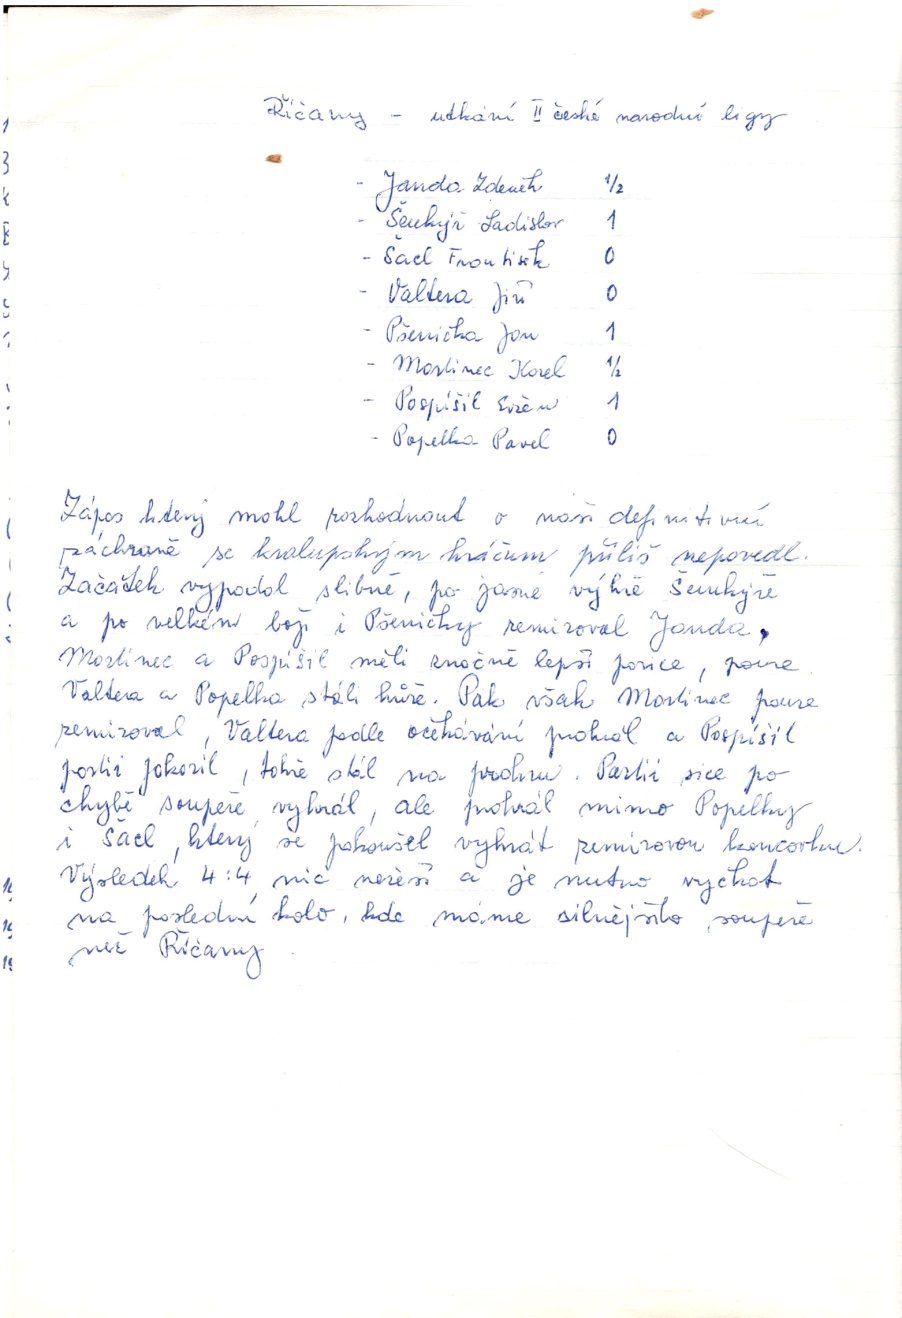 Říčany - utkání II české narodní ligy
- Janda Zdeněk 1/2
- Šenkýř Ladislav 1
- Šacl František 0
- Valtera Jiří 0
- Pšenička Jan 1
- Martinec Karel 1/2
- Pospíšil Evžen 1
- Popelka Pavel 0
Zápas který mohl rozhodnout o naší definitivní
záchraně se kralupským hráčům příliš nepovedl.
Začátek vypadal slibně, po jasné výhře Šenkýře
a po velkém boji i Pšeničky remizoval Janda,
Martinec a Pospíšil měli značně lepší pozice, pouze
Valtera a Popelka stáli hůře. Pak však Martinec pouze
remizoval, Valtera podle očekávání prohrál a Pospíšil
partii pokazil, takže stál na prohru. Partii sice po
chybě soupeře vyhrál, ale prohrál mimo Popelky
i Šacl, který se pokoušel vyhrát remizovou koncovku.
Výsledek 4:4 nic neřeší a je nutno vyčkat
na poslední kolo, kde máme silnějšího soupeře
než Říčany